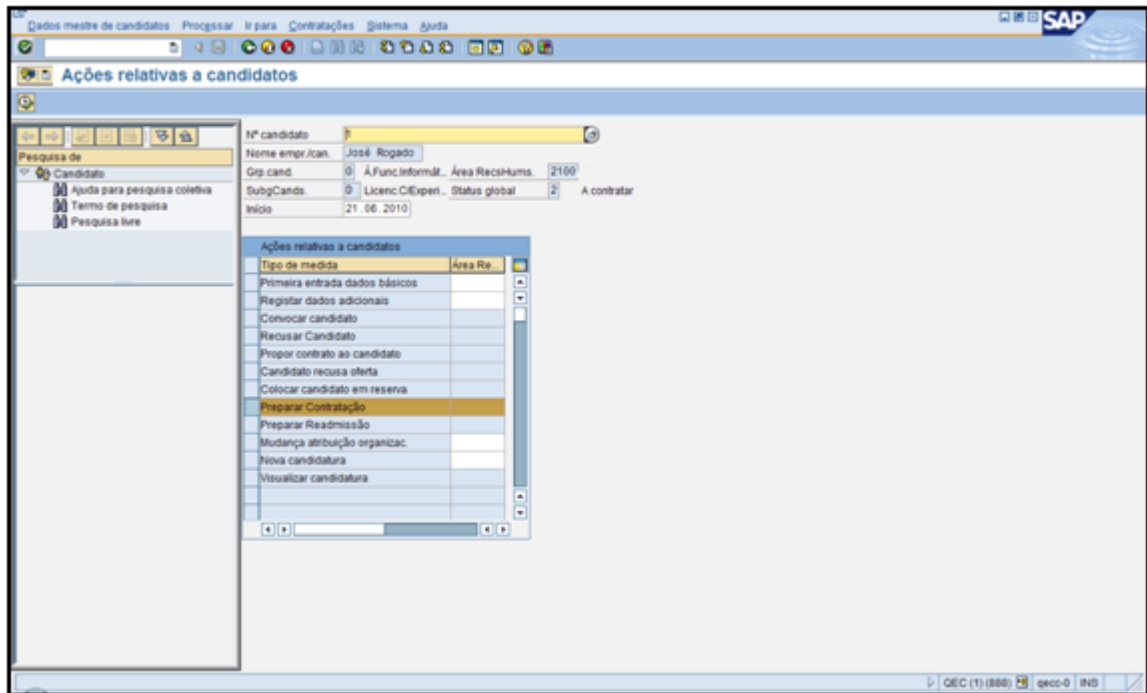 Dados mestre de candidatos Processar Ir para Contratações Sistema Ajuda
SAP
Ações relativas a candidatos
Pesquisa de
Candidato
Ajuda para pesquisa coletiva
Termo de pesquisa
Pesquisa livre
Nº candidato 1
Nome empr./can. José Rogado
Grp.cand. 0 Á.Func.Informát.. Área RecsHums. 2100
SubgCands. 0 Licenc.C/Experi.. Status global 2 A contratar
Início 21.06.2010
Ações relativas a candidatos
Tipo de medida Área Re...
Primeira entrada dados básicos
Registar dados adicionais
Convocar candidato
Recusar Candidato
Propor contrato ao candidato
Candidato recusa oferta
Colocar candidato em reserva
Preparar Contratação
Preparar Readmissão
Mudança atribuição organizac.
Nova candidatura
Visualizar candidatura
QEC (1) (888) qecc-0 INS